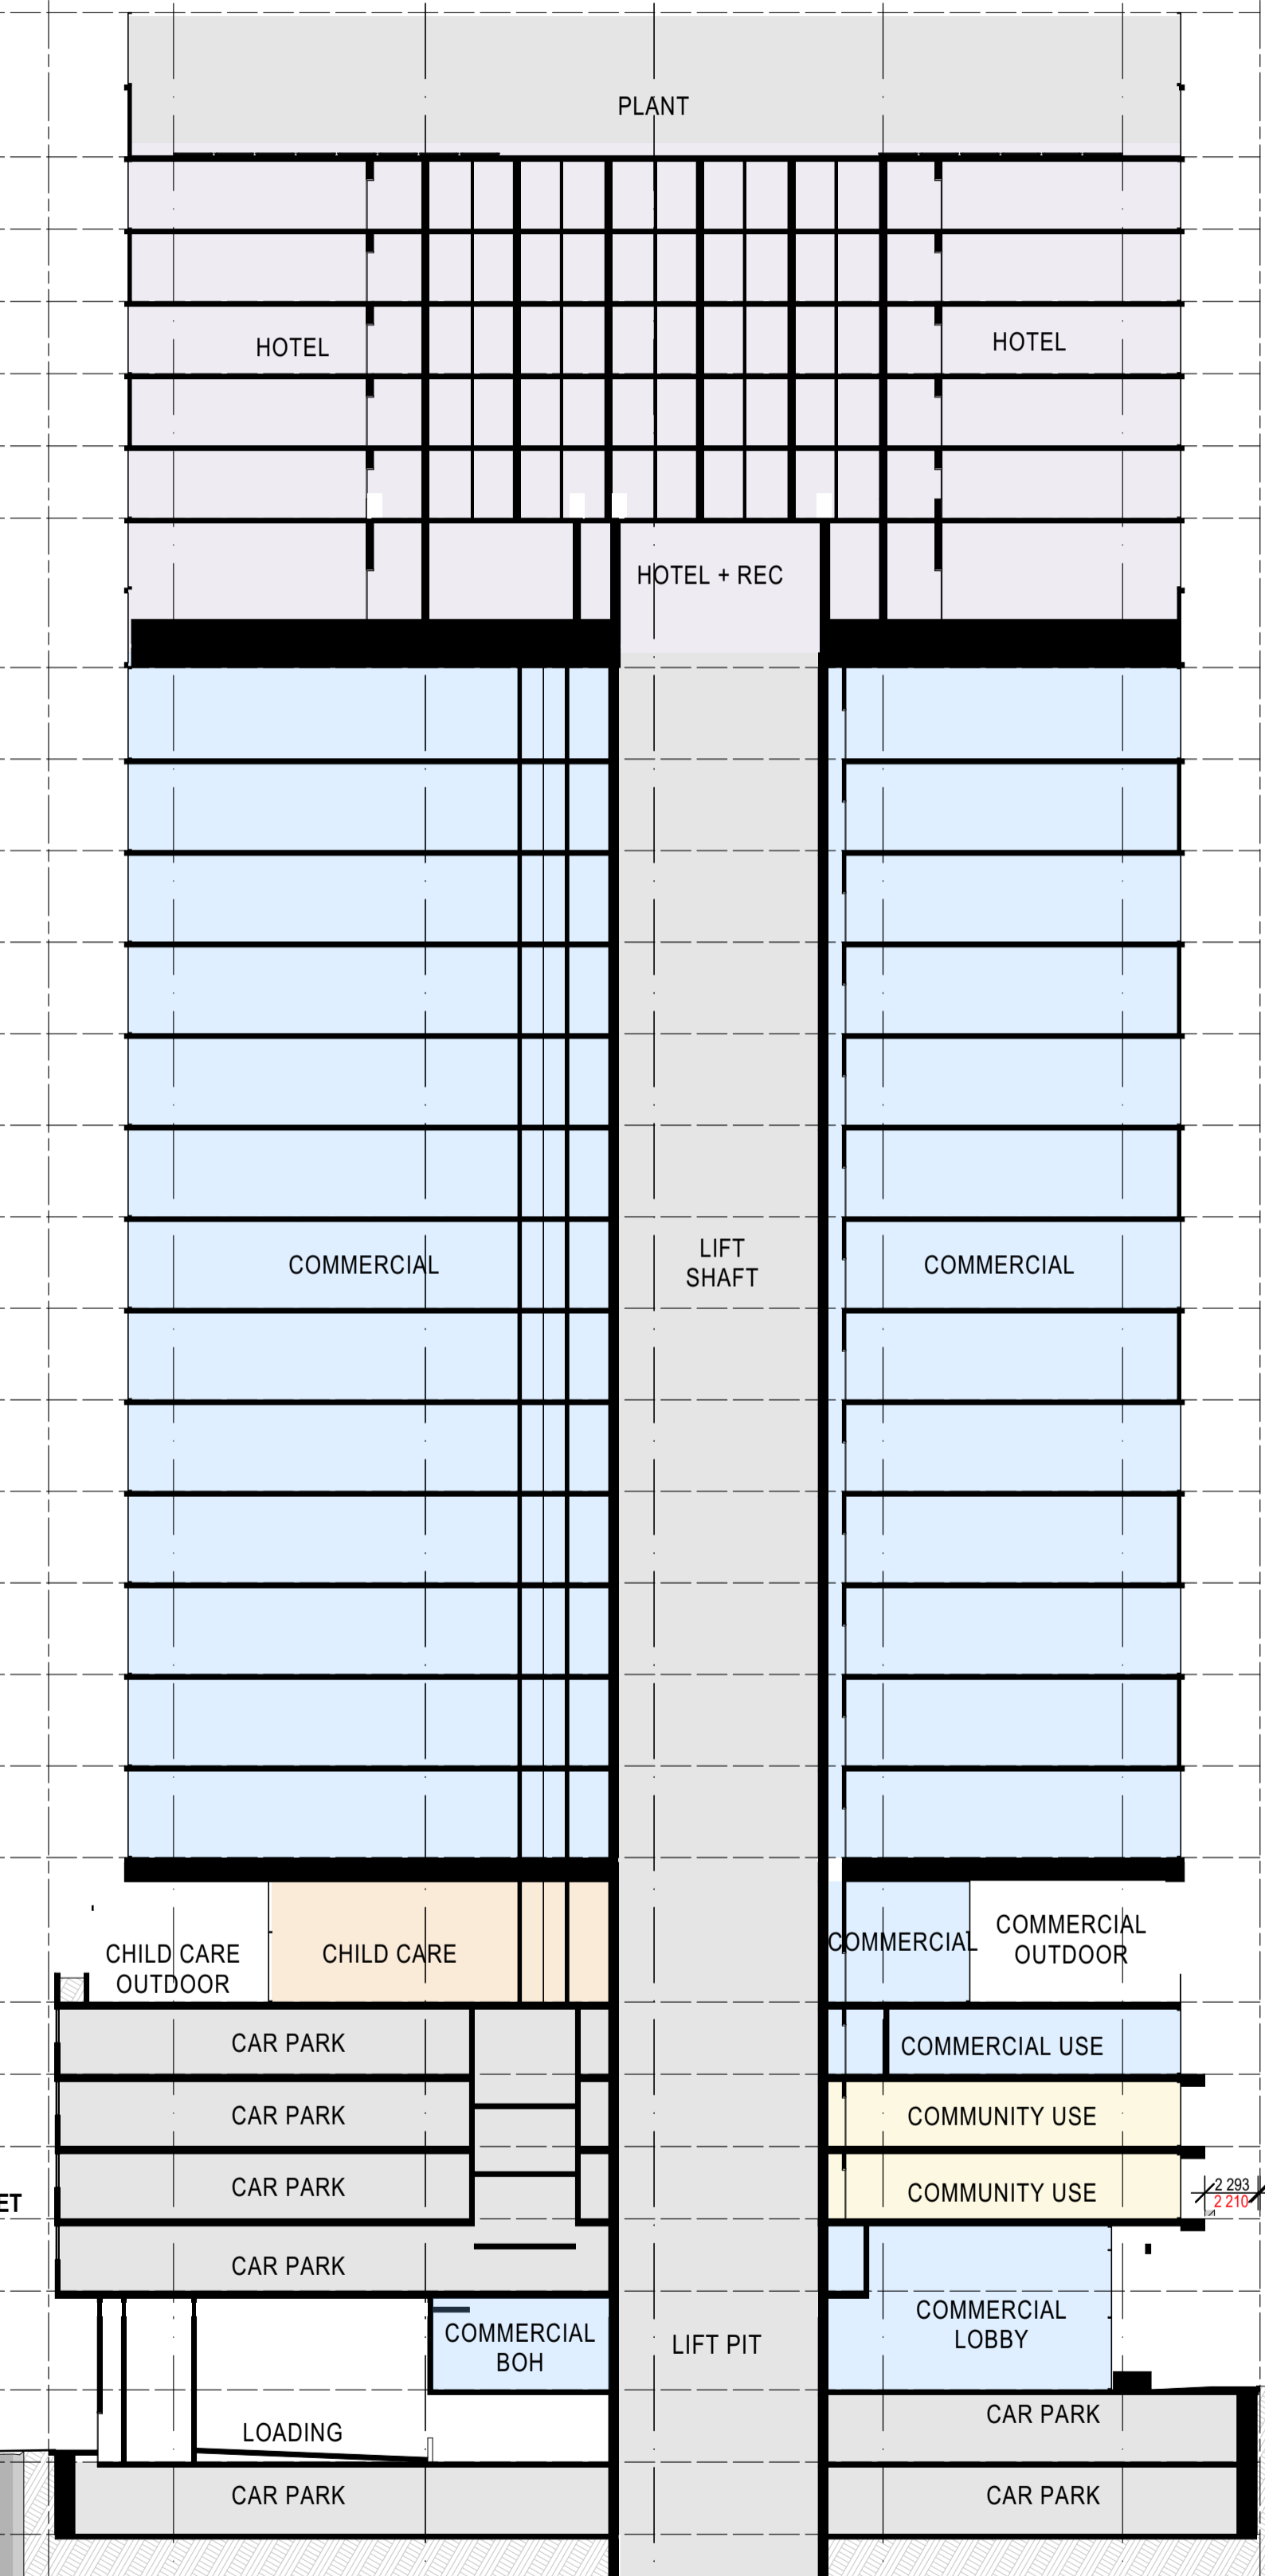 PLANT
HOTEL
HOTEL
HOTEL + REC
COMMERCIAL
LIFT
SHAFT
COMMERCIAL
CHILD CARE
OUTDOOR
CHILD CARE
COMMERCIAL
COMMERCIAL
OUTDOOR
CAR PARK
COMMERCIAL USE
CAR PARK
COMMUNITY USE
CAR PARK
COMMUNITY USE
ET
2 293
2 210
CAR PARK
COMMERCIAL
BOH
LIFT PIT
COMMERCIAL
LOBBY
LOADING
CAR PARK
CAR PARK
CAR PARK